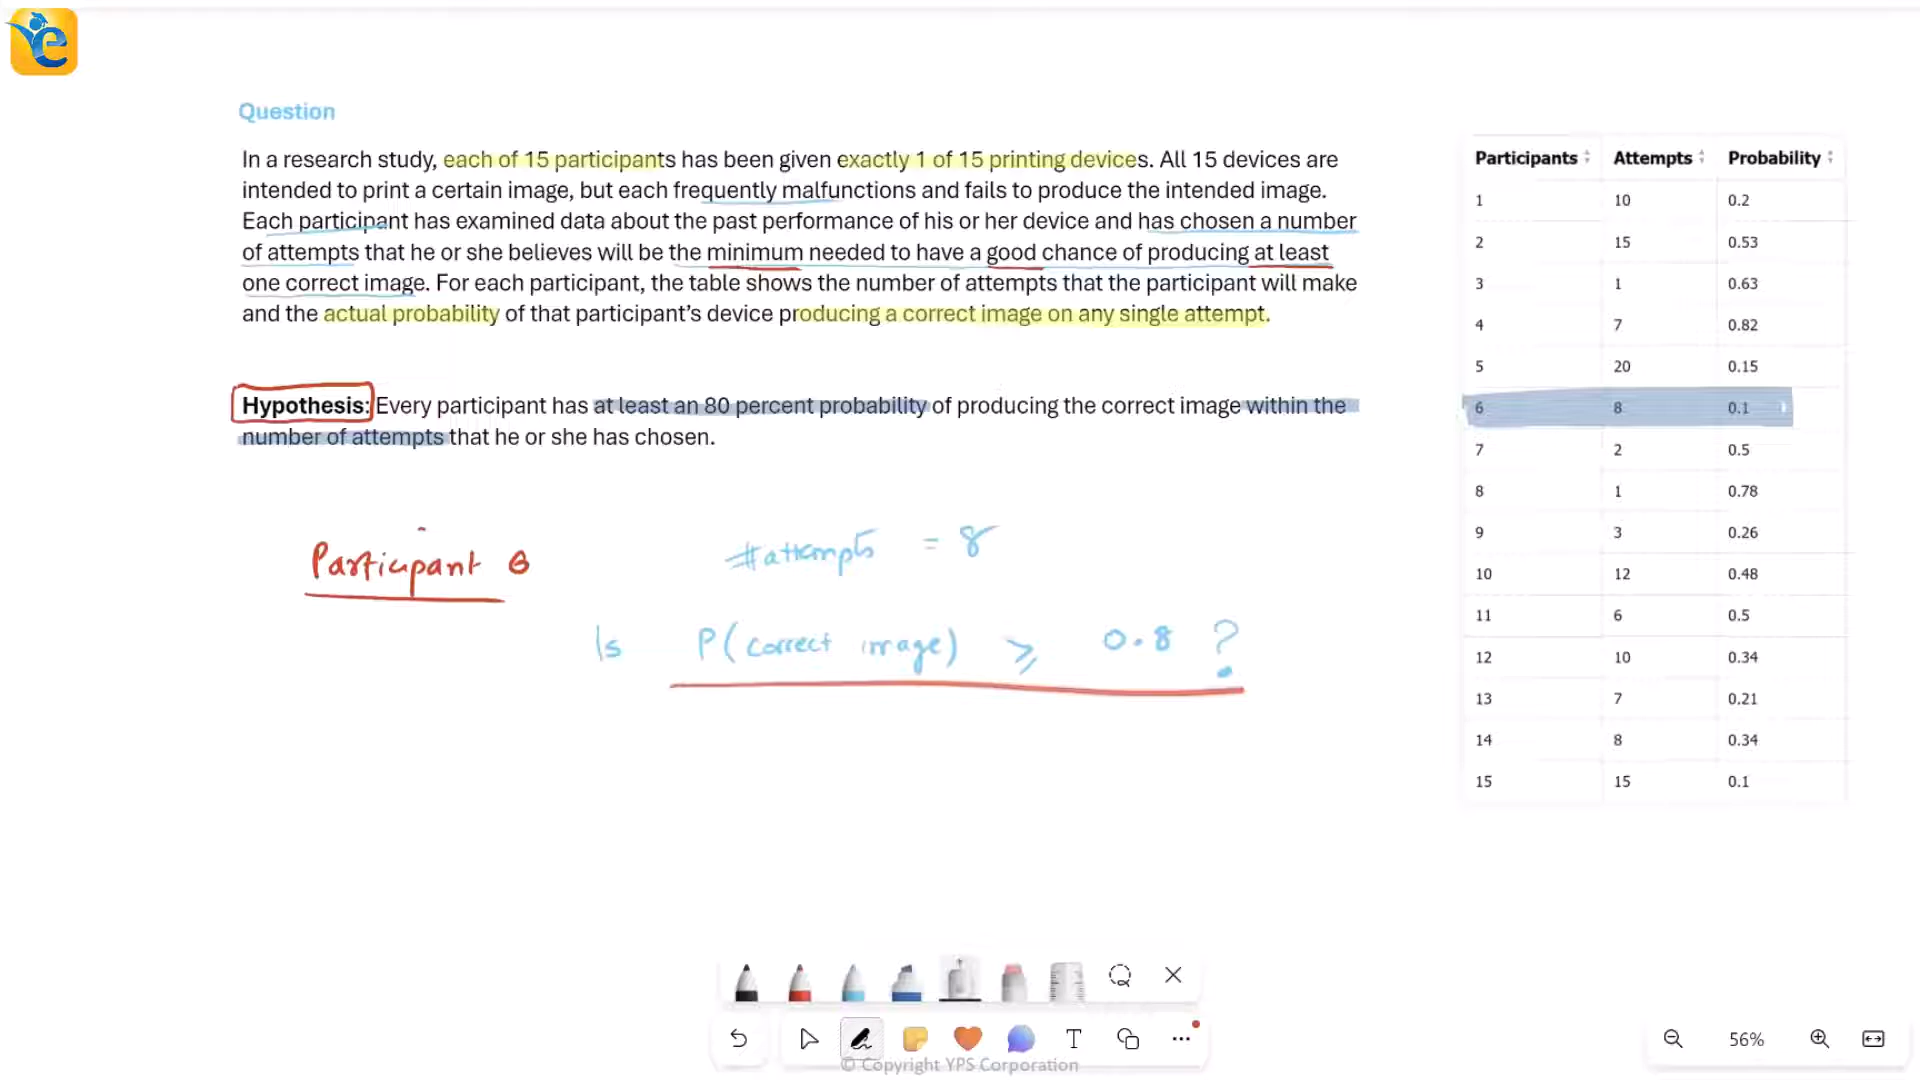 Question
In a research study, each of 15 participants has been given exactly 1 of 15 printing devices. All 15 devices are
intended to print a certain image, but each frequently malfunctions and fails to produce the intended image.
Each participant has examined data about the past performance of his or her device and has chosen a number
of attempts that he or she believes will be the minimum needed to have a good chance of producing at least
one correct image. For each participant, the table shows the number of attempts that the participant will make
and the actual probability of that participant's device producing a correct image on any single attempt.
Hypothesis: Every participant has at least an 80 percent probability of producing the correct image within the
number of attempts that he or she has chosen.
Participant 6
#attempts = 8
Is P(correct image) ⩾ 0.8 ?
Participants Attempts Probability
1 10 0.2
2 15 0.53
3 1 0.63
4 7 0.82
5 20 0.15
6 8 0.1
7 2 0.5
8 1 0.78
9 3 0.26
10 12 0.48
11 6 0.5
12 10 0.34
13 7 0.21
14 8 0.34
15 15 0.1
T
56%
© Copyright YPS Corporation